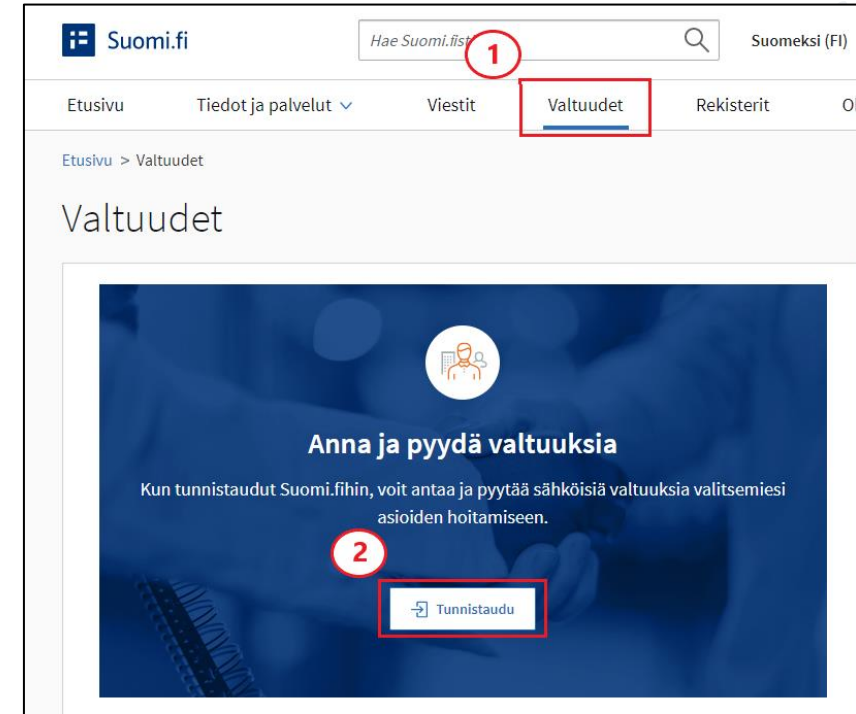 Suomi.fi
Hae Suomi.fist
1
Suomeksi (FI)
Etusivu Tiedot ja palvelut Viestit Valtuudet Rekisterit
Etusivu > Valtuudet
Valtuudet
Anna ja pyydä valtuuksia
Kun tunnistaudut Suomi.fihin, voit antaa ja pyytää sähköisiä valtuuksia valitsemiesi
asioiden hoitamiseen.
2
Tunnistaudu